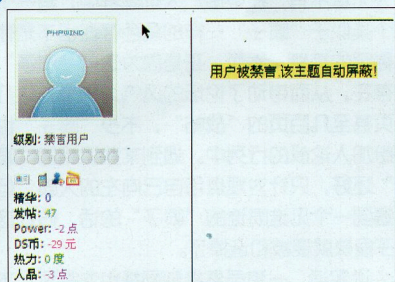 PHPWIND
用户被禁言,该主题自动屏蔽!
级别: 禁言用户
精华: 0
发帖: 47
Power: -2 点
DS币: -29 元
热力: 0 度
人品: -3 点